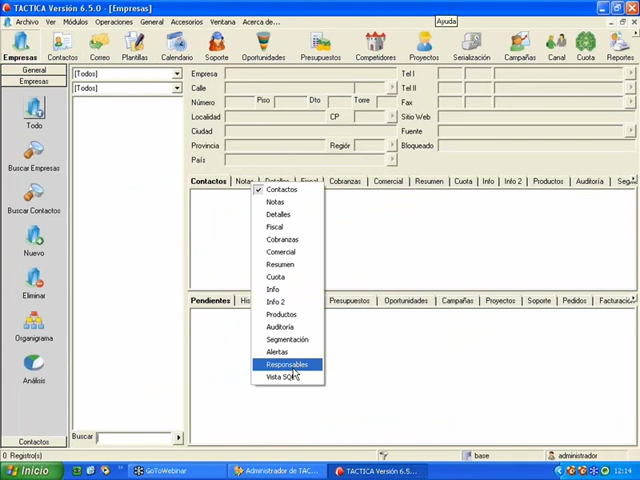 TACTICA Versión 6.5.0 - [Empresas]
Archivo Ver Módulos Operaciones General Accesorios Ventana Acerca de...
Ayuda
Empresas Contactos Correo Plantillas Calendario Soporte Oportunidades Presupuestos Competidores Proyectos Serialización Campañas Canal Cuota Reportes
General
Empresas
Todo
Buscar Empresas
Buscar Contactos
Nuevo
Eliminar
Organigrama
Análisis
Contactos
[Todos]
[Todos]
Buscar
Empresa
Calle
Número Piso Dto Torre
Localidad CP
Ciudad
Provincia Región
País
Tel I
Tel II
Fax
Sitio Web
Fuente
Bloqueado
Contactos Notas Detalles Fiscal Cobranzas Comercial Resumen Cuota Info Info 2 Productos Auditoría
Contactos
Notas
Detalles
Fiscal
Cobranzas
Comercial
Resumen
Cuota
Info
Info 2
Productos
Auditoría
Segmentación
Alertas
Responsables
Vista
Pendientes Presupuestos Oportunidades Campañas Proyectos Soporte Pedidos
0 Registro(s) base administrador
Inicio GoToWebinar Administrador de TAC... TACTICA Versión 6.5... 12:14